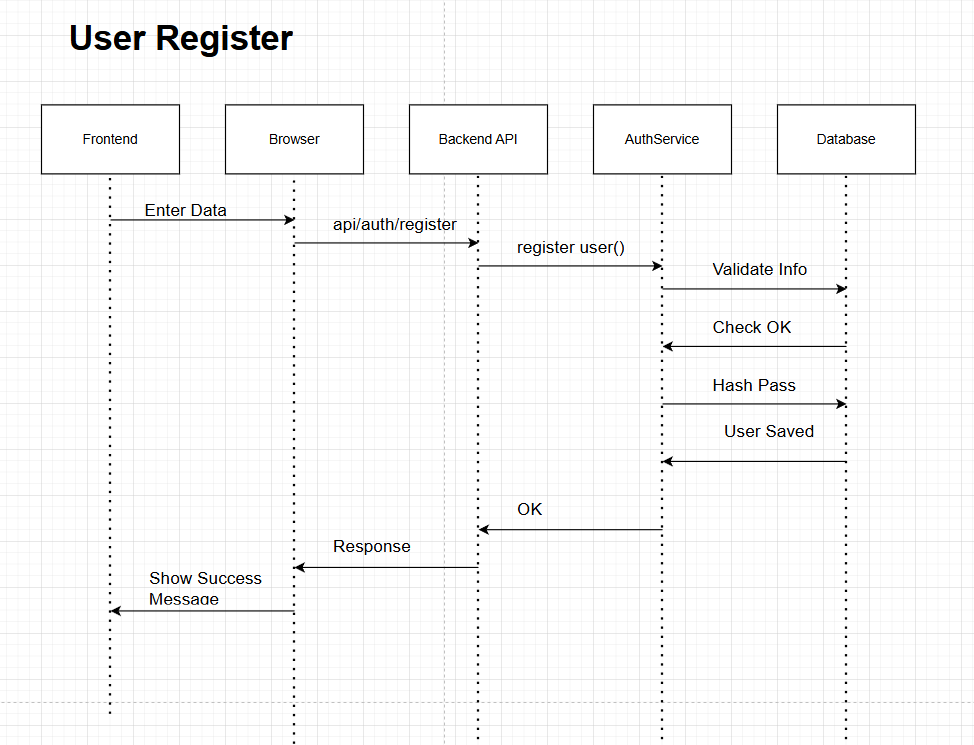 User Register
Frontend
Browser
Backend API
AuthService
Database
Enter Data
api/auth/register
register user()
Validate Info
Check OK
Hash Pass
User Saved
OK
Response
Show Success
Message